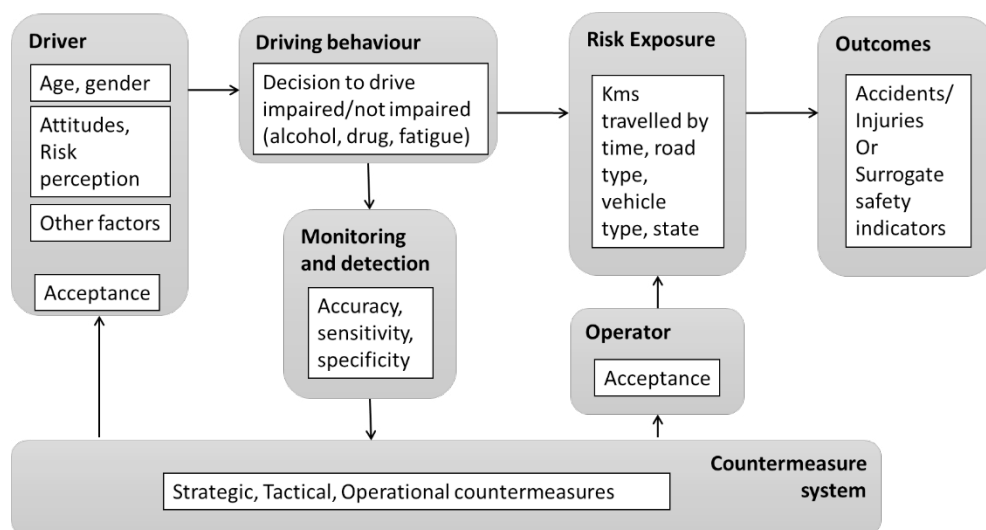 Driver
Age, gender
Attitudes,
Risk
perception
Other factors
Acceptance
Driving behaviour
Decision to drive
impaired/not impaired
(alcohol, drug, fatigue)
Monitoring
and detection
Accuracy,
sensitivity,
specificity
Risk Exposure
Kms
travelled by
time, road
type,
vehicle
type, state
Operator
Acceptance
Outcomes
Accidents/
Injuries
Or
Surrogate
safety
indicators
Countermeasure
system
Strategic, Tactical, Operational countermeasures